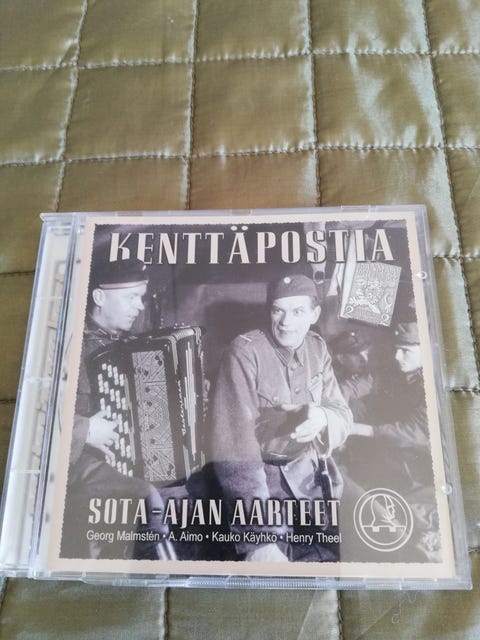 KENTTÄPOSTIA
SOTA-AJAN AARTEET
Georg Malmstén • A. Aimo • Kauko Käyhkö • Henry Theel